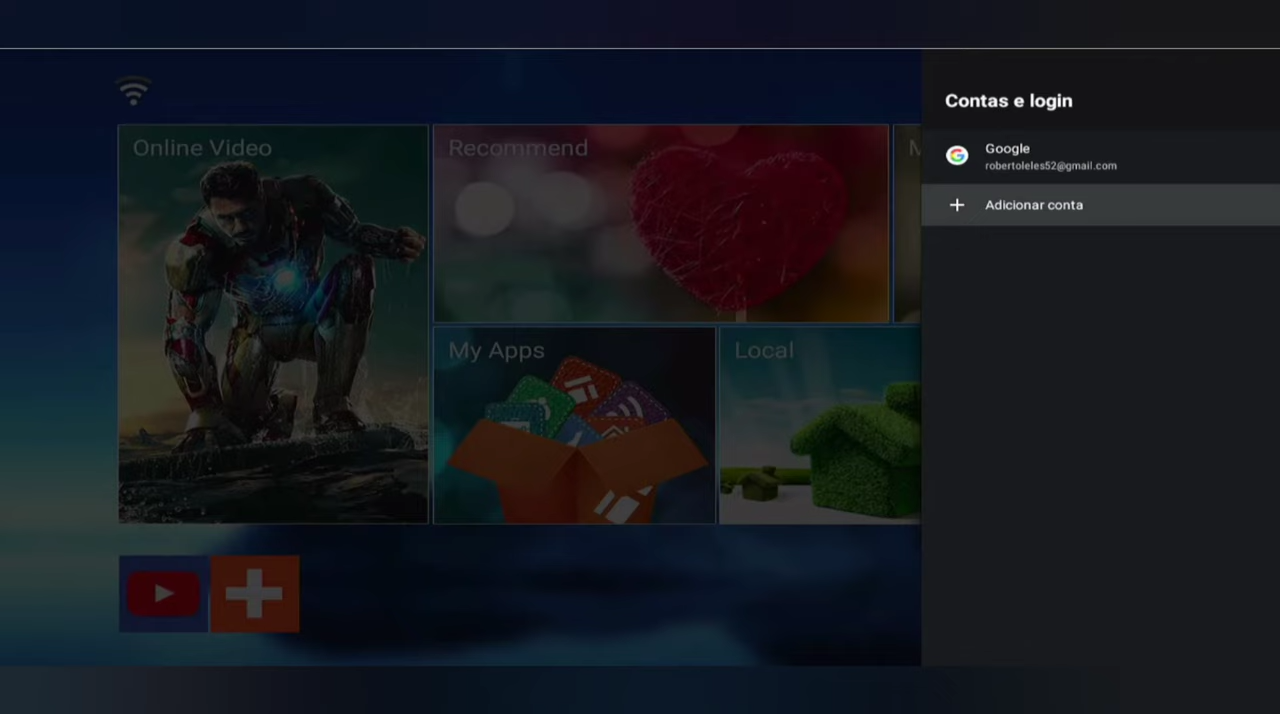 Contas e login
Google
robertoleles52@gmail.com
Adicionar conta
Online Video
Recommend
My Apps
Local